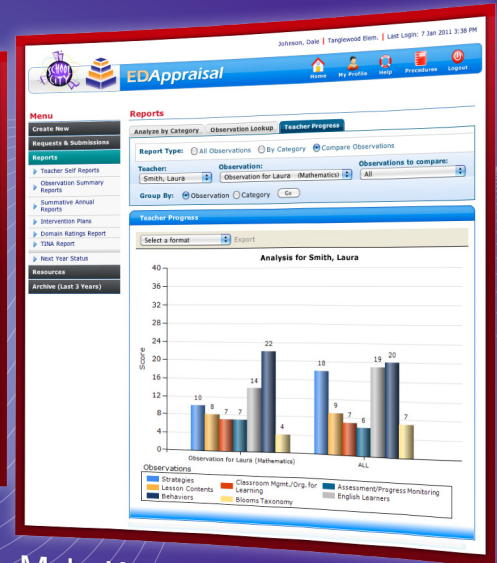 Johnson, Dale | Tanglewood Elem. | Last Login: 7 Jan 2011 3:38 PM
SCHOOL CITY
EDAppraisal
Home My Profile Help Procedures Logout
Menu
Create New
Requests & Submissions
Reports
Teacher Self Reports
Observation Summary
Reports
Summative Annual
Reports
Intervention Plans
Domain Ratings Report
TINA Report
Next Year Status
Resources
Archive (Last 3 Years)
Reports
Analyze by Category Observation Lookup Teacher Progress
Report Type: All Observations By Category Compare Observations
Teacher: Observation: Observations to compare:
Smith, Laura Observation for Laura (Mathematics) All
Group By: Observation Category Go
Teacher Progress
Select a format Export
Analysis for Smith, Laura
Score
40
36
32
28
24
20
16
12
8
4
0
10 8 7 7 14 22 4
18 9 7 6 19 20 7
Observation for Laura (Mathematics) ALL
Observations
Strategies
Lesson Contents
Behaviors
Classroom Mgmt./Org. for
Learning
Blooms Taxonomy
Assessment/Progress Monitoring
English Learners